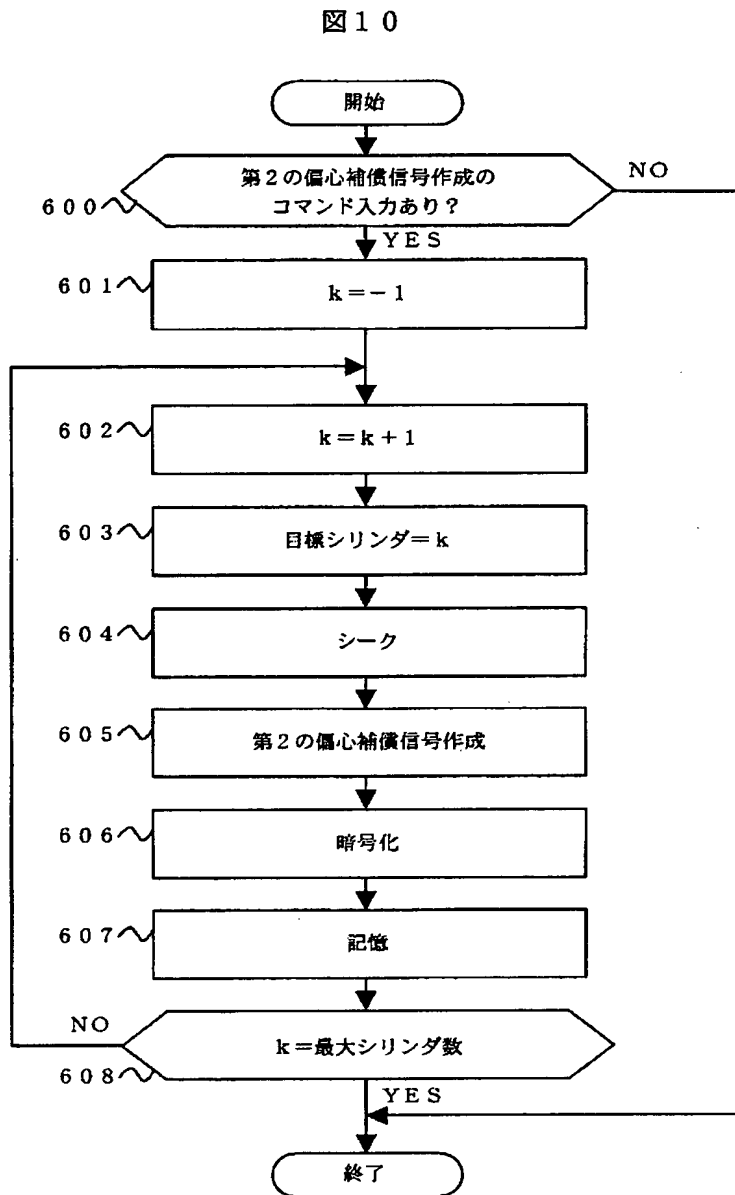 図１０
開始
第２の偏心補償信号作成の
コマンド入力あり？
NO
６００
YES
６０１
k＝−１
６０２
k＝k＋１
６０３
目標シリンダ＝k
６０４
シーク
６０５
第２の偏心補償信号作成
６０６
暗号化
６０７
記憶
NO
k＝最大シリンダ数
６０８
YES
終了